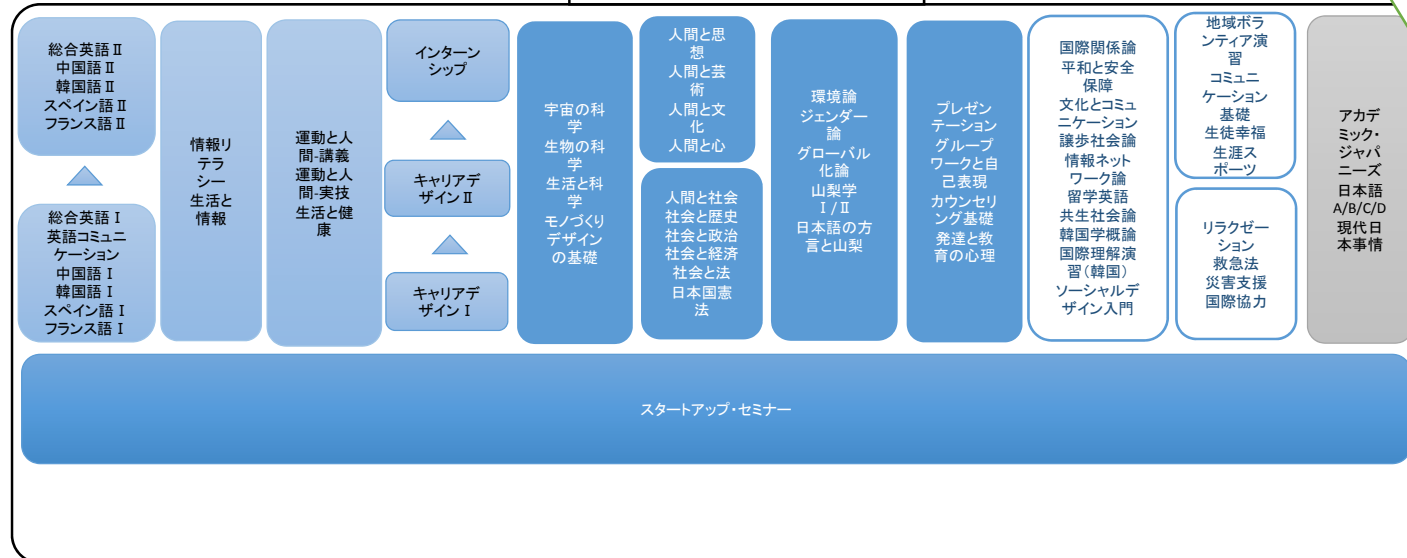 総合英語Ⅱ
中国語Ⅱ
韓国語Ⅱ
スペイン語Ⅱ
フランス語Ⅱ
総合英語Ⅰ
英語コミュニ
ケーション
中国語Ⅰ
韓国語Ⅰ
スペイン語Ⅰ
フランス語Ⅰ
情報リ
テラ
シー
生活と
情報
運動と人
間-講義
運動と人
間-実技
生活と健
康
インターン
シップ
キャリアデ
ザインⅡ
キャリアデ
ザインⅠ
宇宙の科
学
生物の科
学
生活と科
学
モノづくり
デザイン
の基礎
人間と思
想
人間と芸
術
人間と文
化
人間と心
人間と社会
社会と歴史
社会と政治
社会と経済
社会と法
日本国憲
法
環境論
ジェンダー
論
グローバル
化論
山梨学
Ⅰ/Ⅱ
日本語の方
言と山梨
プレゼン
テーション
グループ
ワークと自
己表現
カウンセリ
ング基礎
発達と教
育の心理
国際関係論
平和と安全
保障
文化とコミュ
ニケーション
譲歩社会論
情報ネット
ワーク論
留学英語
共生社会論
韓国学概論
国際理解演
習(韓国)
ソーシャルデ
ザイン入門
地域ボラ
ンティア演
習
コミュニ
ケーション
基礎
生徒幸福
生涯ス
ポーツ
リラクゼー
ション
救急法
災害支援
国際協力
アカデ
ミック・
ジャパ
ニーズ
日本語
A/B/C/D
現代日
本事情
スタートアップ・セミナー